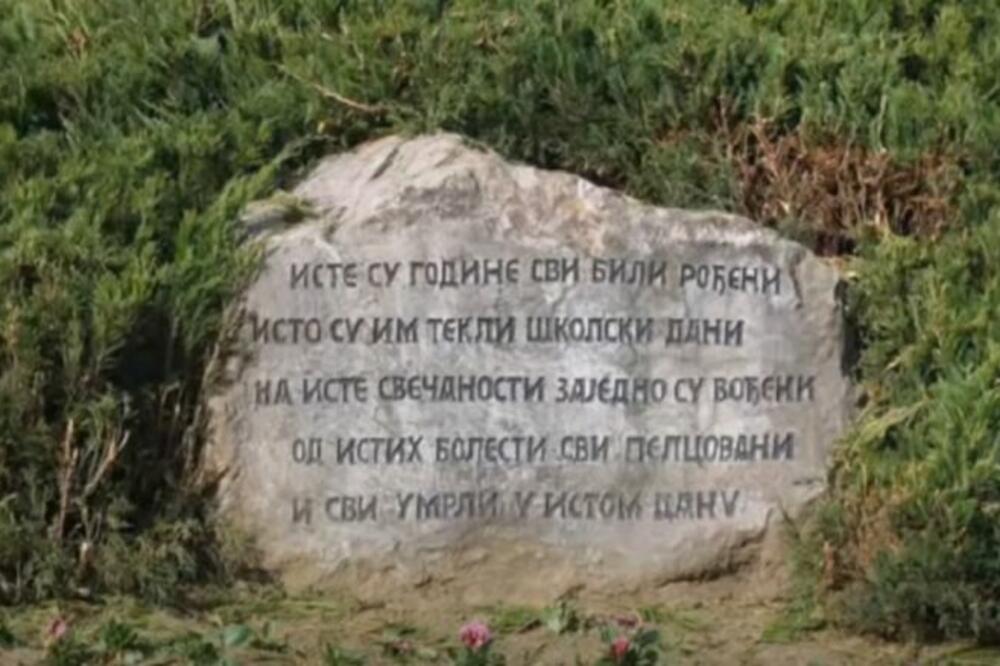 ИСТЕ СУ ГОДИНЕ СВИ БИЛИ РОЂЕНИ
ИСТО СУ ИМ ТЕКЛИ ШКОЛСКИ ДАНИ
НА ИСТЕ СВЕЧАНОСТИ ЗАЈЕДНО СУ ВОЂЕНИ
ОД ИСТИХ БОЛЕСТИ СВИ ПЕЛЦОВАНИ
И СВИ УМРЛИ У ИСТОМ ДАНУ